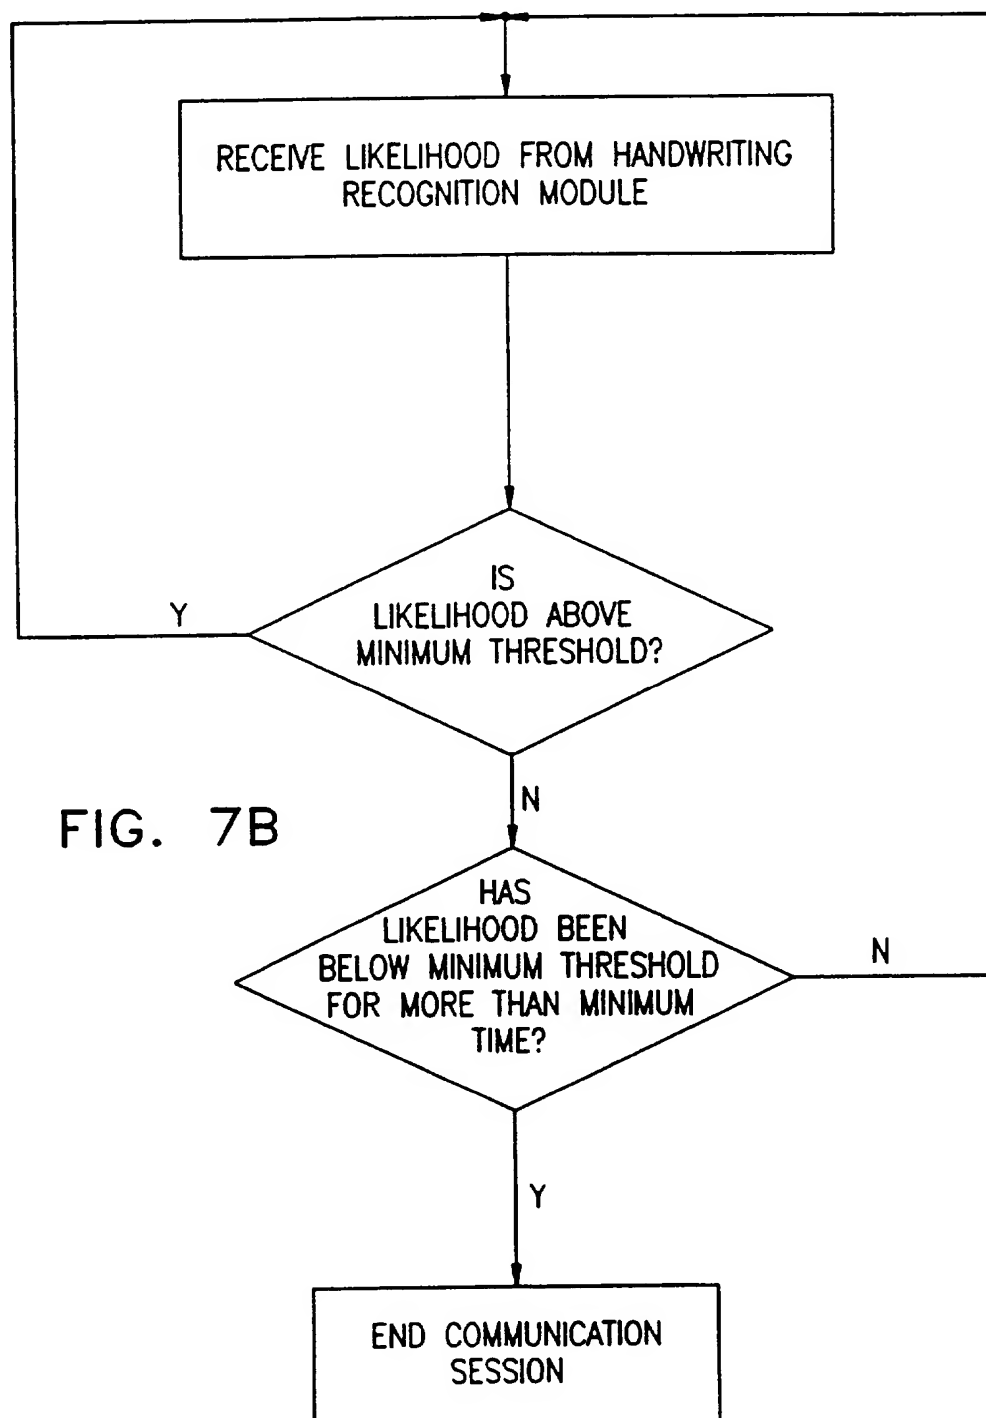 RECEIVE LIKELIHOOD FROM HANDWRITING
RECOGNITION MODULE
IS
LIKELIHOOD ABOVE
MINIMUM THRESHOLD?
Y
N
FIG. 7B
HAS
LIKELIHOOD BEEN
BELOW MINIMUM THRESHOLD
FOR MORE THAN MINIMUM
TIME?
N
Y
END COMMUNICATION
SESSION